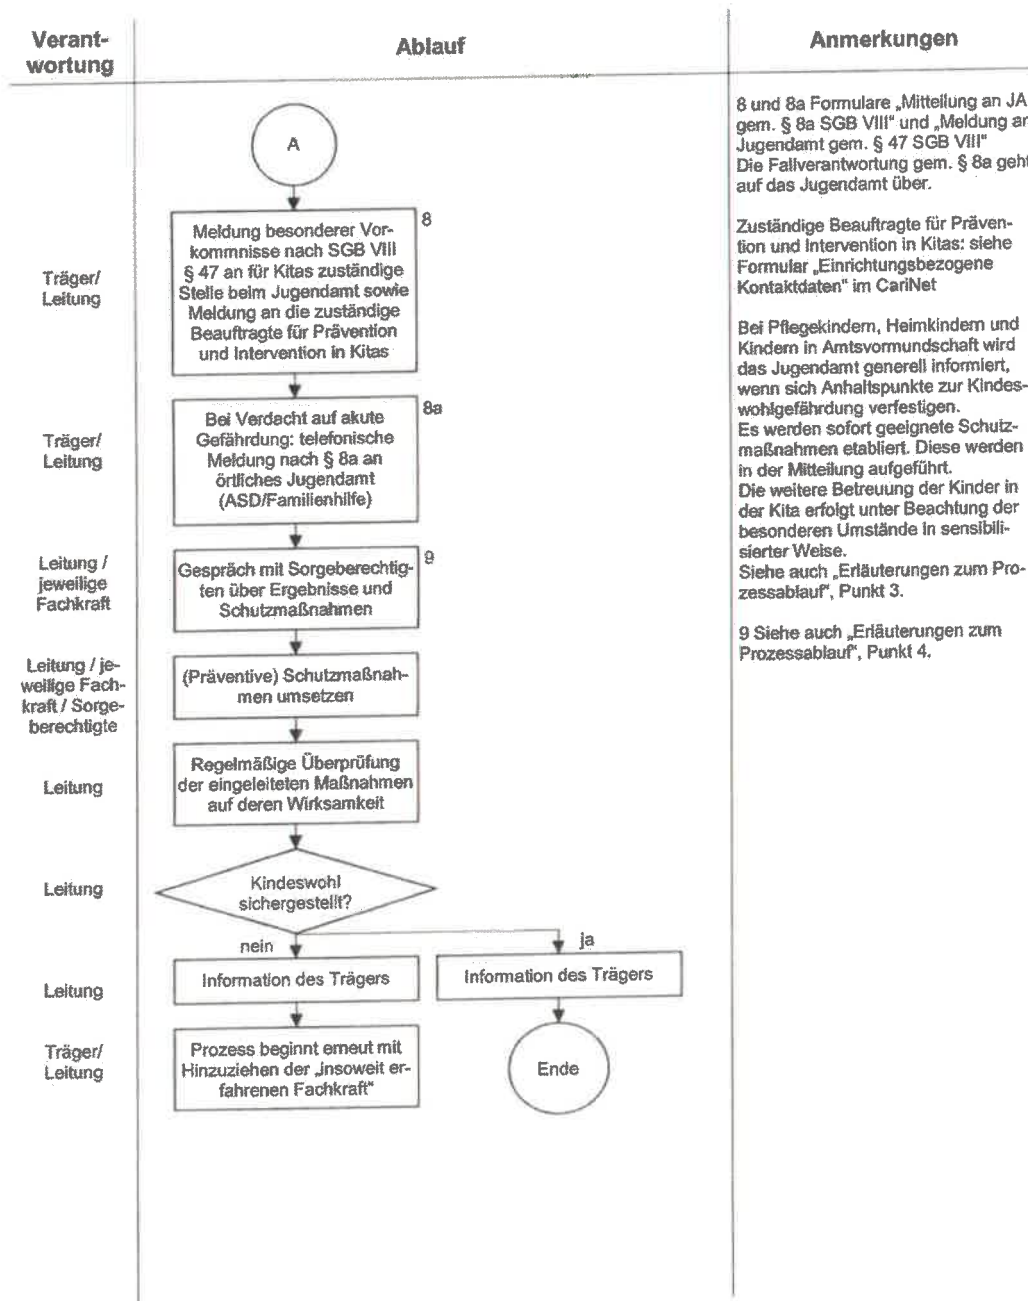 Verant-
wortung
Ablauf
Anmerkungen
A
Träger/
Leitung
Meldung besonderer Vor-
kommnisse nach SGB VIII
§ 47 an für Kitas zuständige
Stelle beim Jugendamt sowie
Meldung an die zuständige
Beauftragte für Prävention
und Intervention in Kitas
8
Träger/
Leitung
Bei Verdacht auf akute
Gefährdung: telefonische
Meldung nach § 8a an
örtliches Jugendamt
(ASD/Familienhilfe)
8a
Leitung /
jeweilige
Fachkraft
Gespräch mit Sorgeberechtig-
ten über Ergebnisse und
Schutzmaßnahmen
9
Leitung / je-
weilige Fach-
kraft / Sorge-
berechtigte
(Präventive) Schutzmaßnah-
men umsetzen
Leitung
Regelmäßige Überprüfung
der eingeleiteten Maßnahmen
auf deren Wirksamkeit
Leitung
Kindeswohl
sichergestellt?
nein
ja
Leitung
Information des Trägers
Information des Trägers
Träger/
Leitung
Prozess beginnt erneut mit
Hinzuziehen der „insoweit er-
fahrenen Fachkraft“
Ende
8 und 8a Formulare „Mitteilung an JA
gem. § 8a SGB VIII“ und „Meldung an
Jugendamt gem. § 47 SGB VIII“
Die Fallverantwortung gem. § 8a geht
auf das Jugendamt über.
Zuständige Beauftragte für Präven-
tion und Intervention in Kitas: siehe
Formular „Einrichtungsbezogene
Kontaktdaten“ im CariNet
Bei Pflegekindern, Heimkindern und
Kindern in Amtsvormundschaft wird
das Jugendamt generell informiert,
wenn sich Anhaltspunkte zur Kindes-
wohlgefährdung verfestigen.
Es werden sofort geeignete Schutz-
maßnahmen etabliert. Diese werden
in der Mitteilung aufgeführt.
Die weitere Betreuung der Kinder in
der Kita erfolgt unter Beachtung der
besonderen Umstände in sensibili-
sierter Weise.
Siehe auch „Erläuterungen zum Pro-
zessablauf“, Punkt 3.
9 Siehe auch „Erläuterungen zum
Prozessablauf“, Punkt 4.